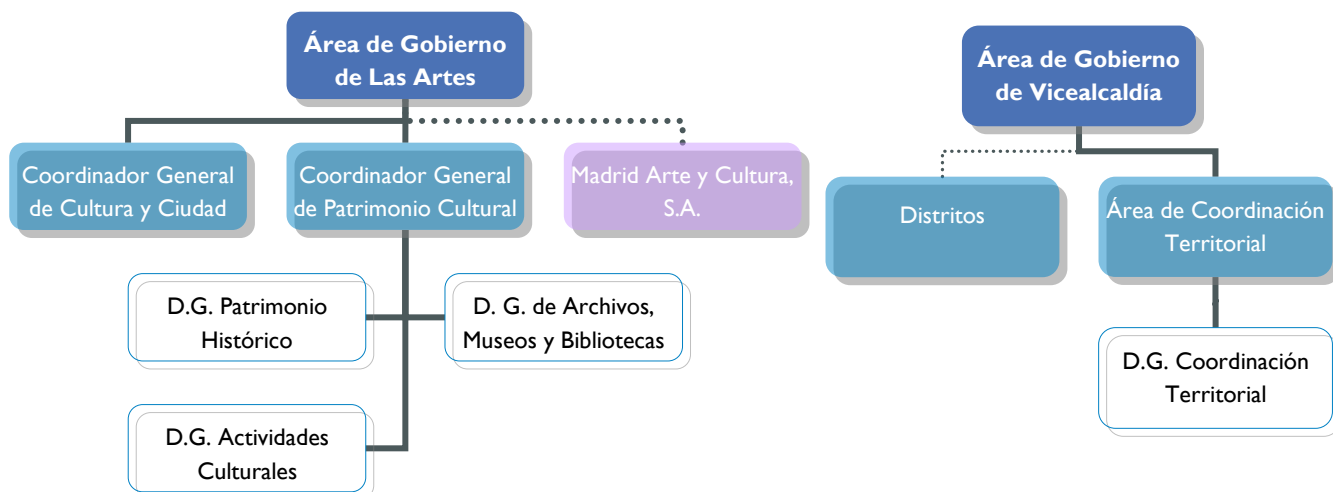 Área de Gobierno
de Las Artes
Coordinador General
de Cultura y Ciudad
Coordinador General
de Patrimonio Cultural
Madrid Arte y Cultura,
S.A.
D.G. Patrimonio
Histórico
D. G. de Archivos,
Museos y Bibliotecas
D.G. Actividades
Culturales
Área de Gobierno
de Vicealcaldía
Distritos
Área de Coordinación
Territorial
D.G. Coordinación
Territorial